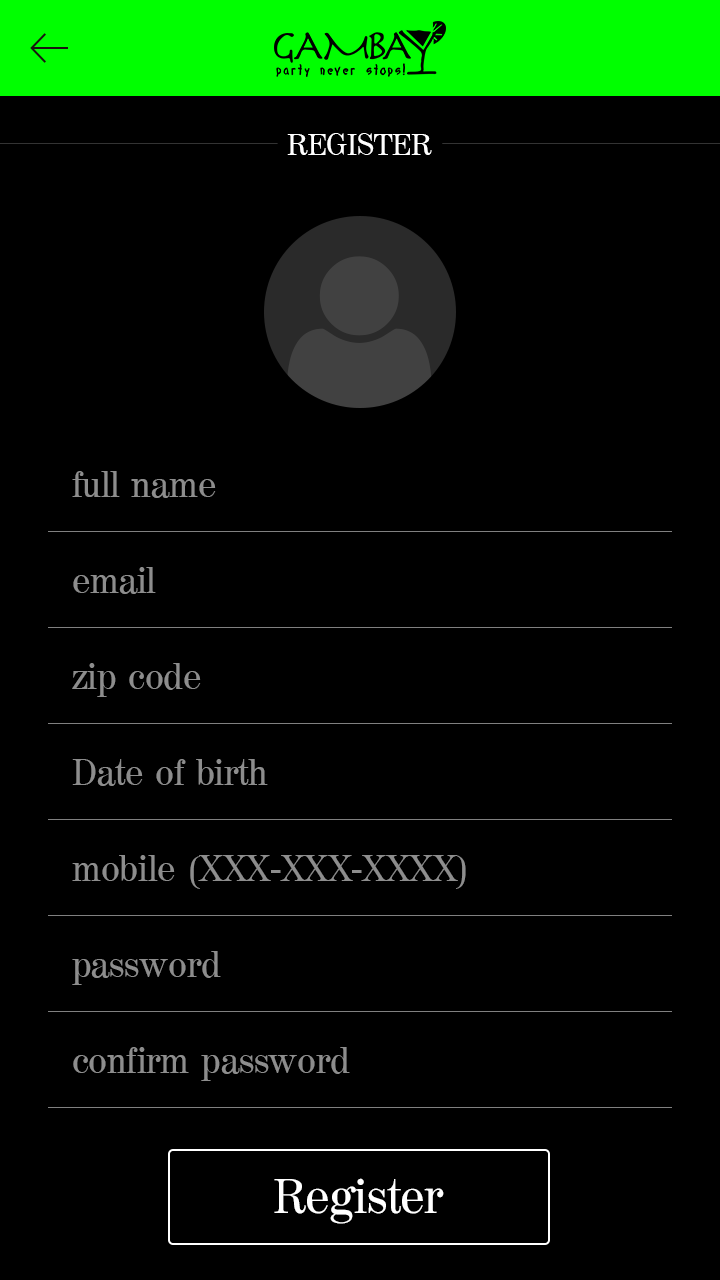 GAMBAY
party never stops!
REGISTER
full name
email
zip code
Date of birth
mobile (XXX-XXX-XXXX)
password
confirm password
Register